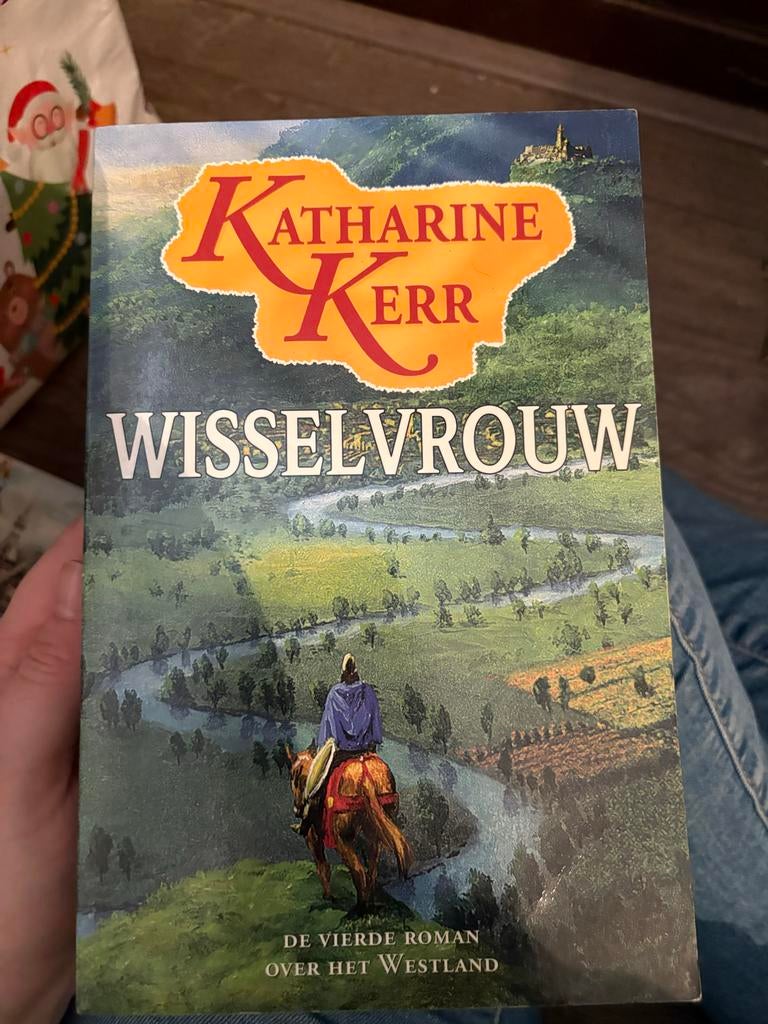 KATHARINE
KERR
WISSELVROUW
DE VIERDE ROMAN
OVER HET WESTLAND